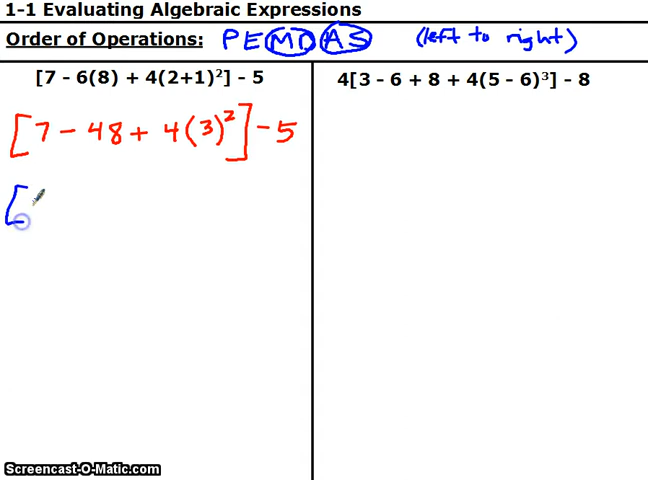 1-1 Evaluating Algebraic Expressions
Order of Operations: PEMDAS (left to right)
[7 - 6(8) + 4(2+1)²] - 5
[7 - 48 + 4(3)²] - 5
[
4[3 - 6 + 8 + 4(5 - 6)³] - 8
Screencast-O-Matic.com